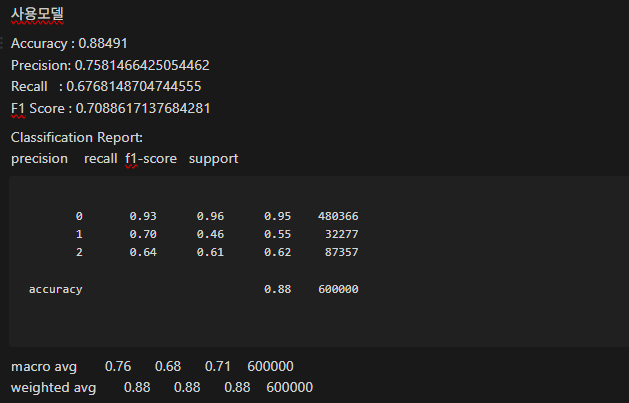 사용모델
Accuracy : 0.88491
Precision: 0.7581466425054462
Recall : 0.6768148704744555
F1 Score : 0.7088617137684281
Classification Report:
precision recall f1-score support
0 0.93 0.96 0.95 480366
1 0.70 0.46 0.55 32277
2 0.64 0.61 0.62 87357
accuracy 0.88 600000
macro avg 0.76 0.68 0.71 600000
weighted avg 0.88 0.88 0.88 600000